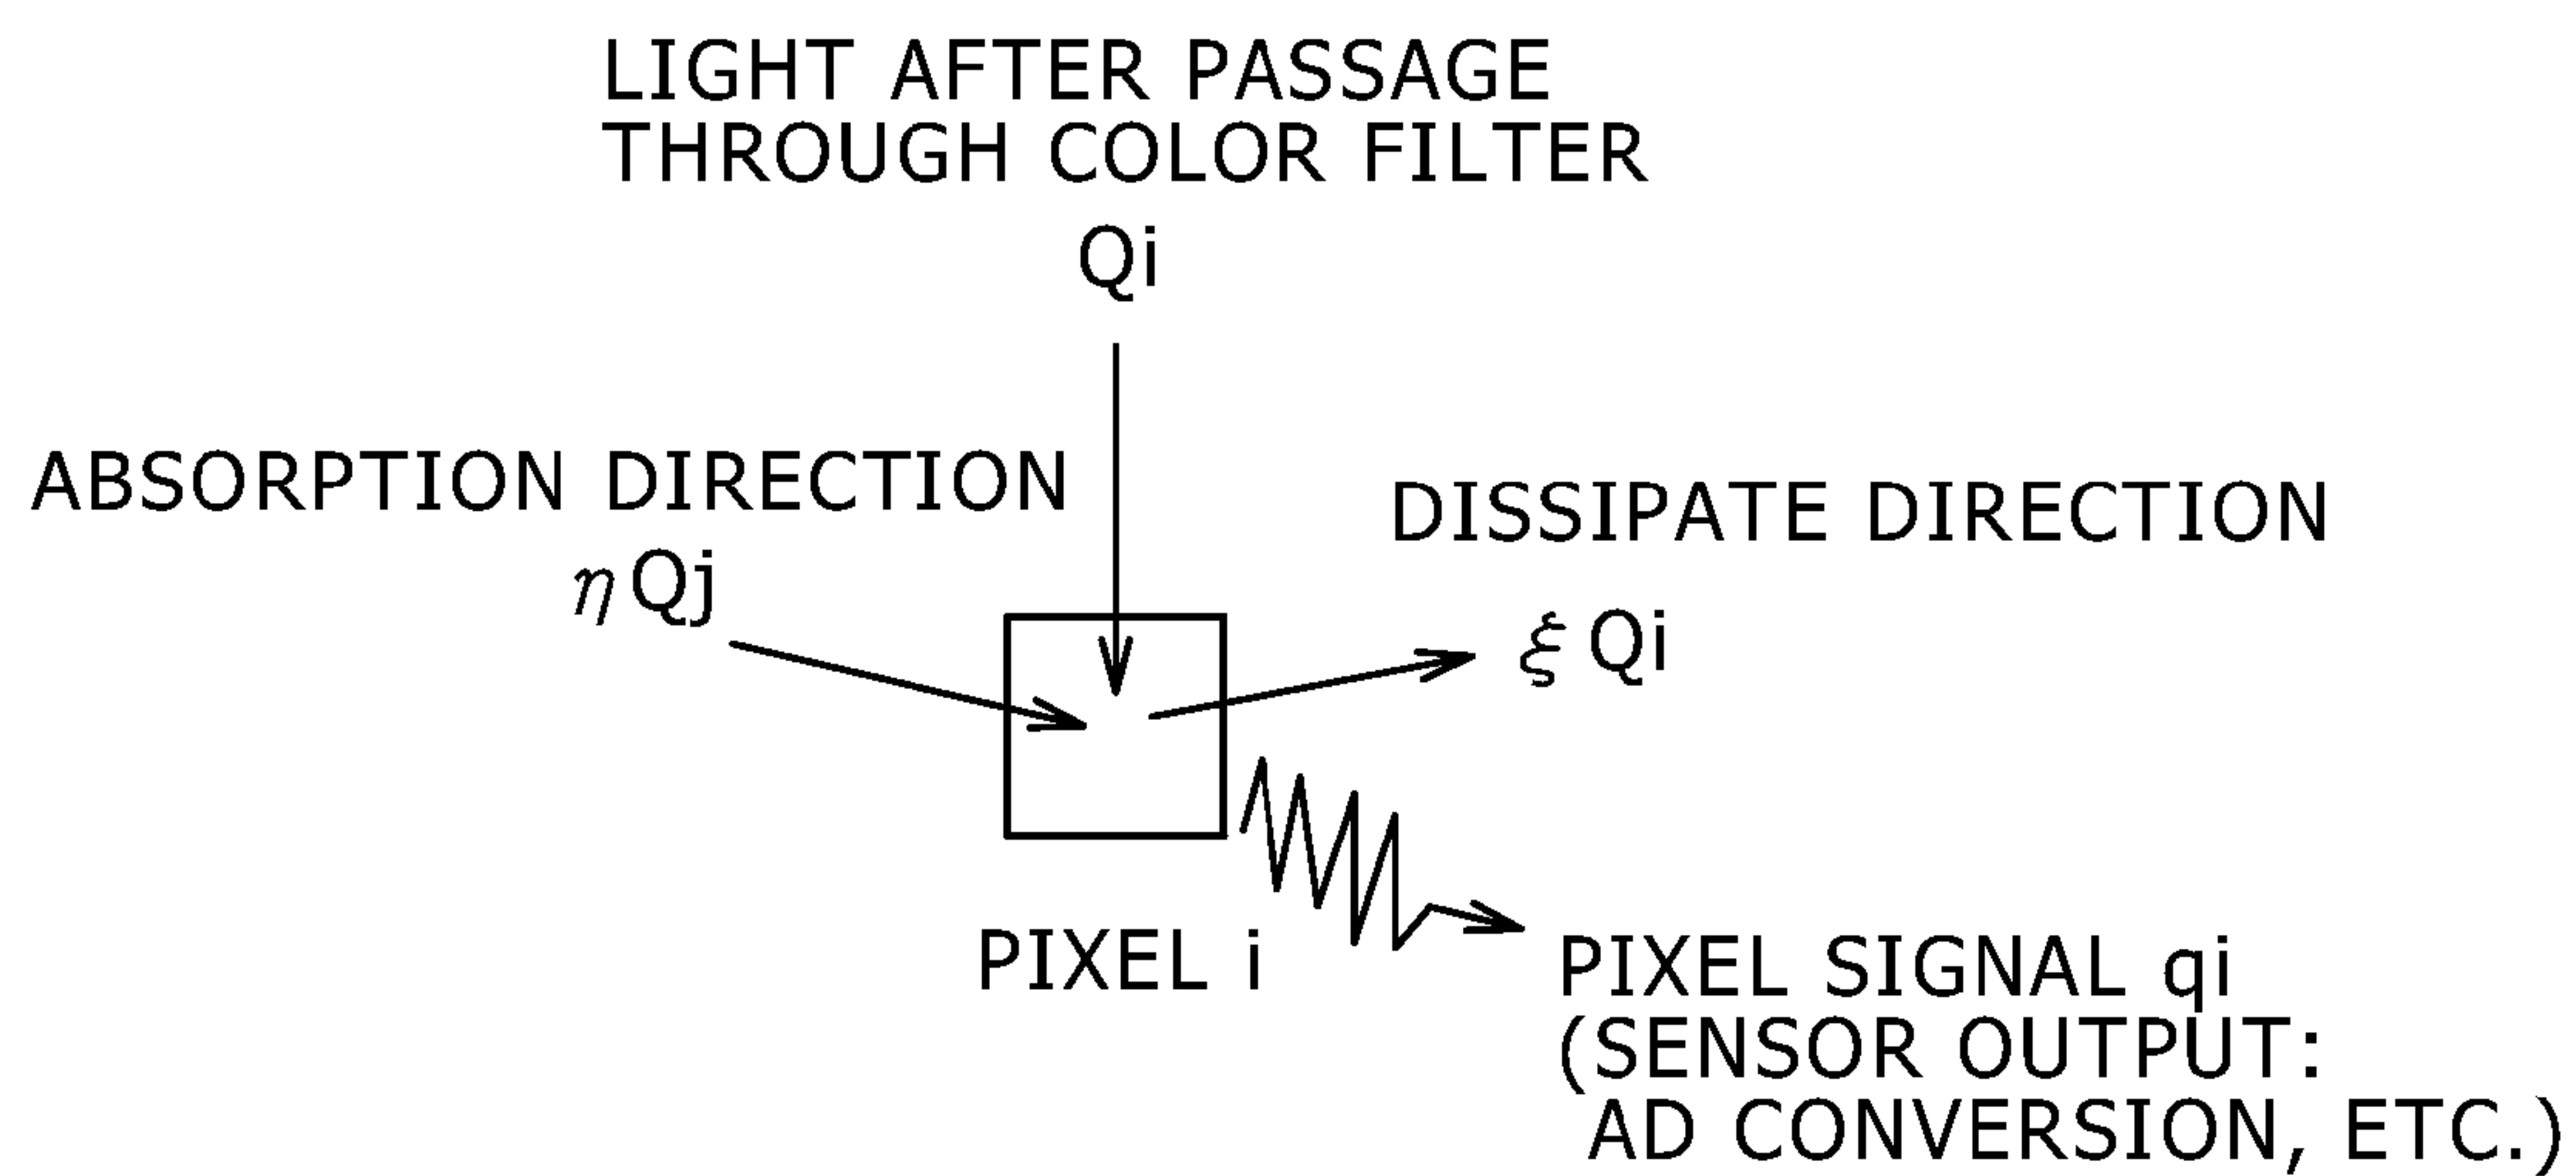 LIGHT AFTER PASSAGE
THROUGH COLOR FILTER
Qi
ABSORPTION DIRECTION
ηQj
DISSIPATE DIRECTION
ξQi
PIXEL i
PIXEL SIGNAL qi
(SENSOR OUTPUT:
AD CONVERSION, ETC.)